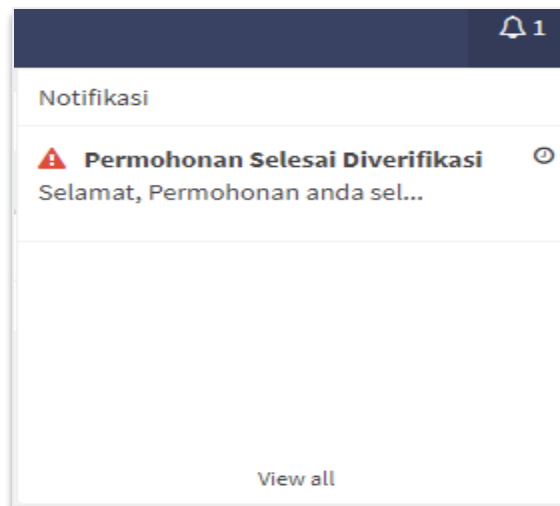 1
Notifikasi
Permohonan Selesai Diverifikasi
Selamat, Permohonan anda sel...
View all